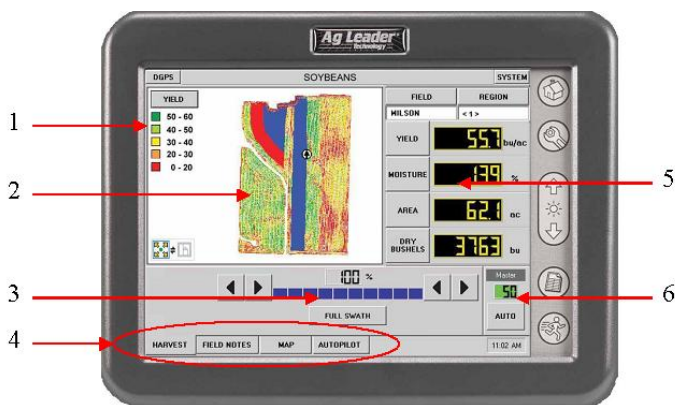 Ag Leader
Technology
DGPS
SOYBEANS
SYSTEM
YIELD
50 - 60
40 - 50
30 - 40
20 - 30
0 - 20
FIELD
REGION
WILSON
<1>
YIELD
55.7 bu/ac
MOISTURE
13.9 %
AREA
62.1 ac
DRY
BUSHELS
3763 bu
100 %
FULL SWATH
Master
50
AUTO
HARVEST
FIELD NOTES
MAP
AUTOPILOT
11:02 AM
1
2
3
4
5
6